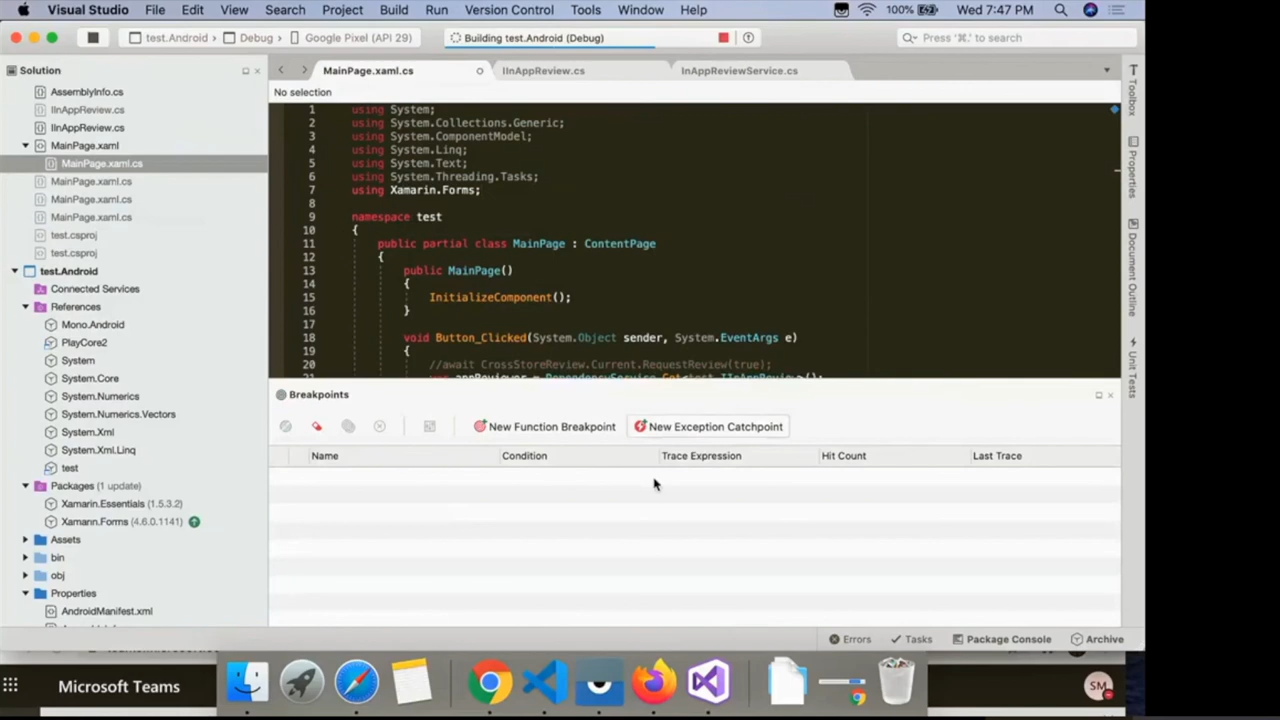 Visual Studio File Edit View Search Project Build Run Version Control Tools Window Help 100% Wed 7:47 PM
test.Android Debug Google Pixel (API 29) Building test.Android (Debug) Press '⌘.' to search
Solution
MainPage.xaml.cs IInAppReview.cs InAppReviewService.cs
No selection
AssemblyInfo.cs
IInAppReview.cs
IInAppReview.cs
MainPage.xaml
MainPage.xaml.cs
MainPage.xaml.cs
MainPage.xaml.cs
MainPage.xaml.cs
test.csproj
test.csproj
test.Android
Connected Services
References
Mono.Android
PlayCore2
System
System.Core
System.Numerics
System.Numerics.Vectors
System.Xml
System.Xml.Linq
test
Packages (1 update)
Xamarin.Essentials (1.5.3.2)
Xamarin.Forms (4.6.0.1141)
Assets
bin
obj
Properties
AndroidManifest.xml
1 using System;
2 using System.Collections.Generic;
3 using System.ComponentModel;
4 using System.Linq;
5 using System.Text;
6 using System.Threading.Tasks;
7 using Xamarin.Forms;
8
9 namespace test
10 {
11 public partial class MainPage : ContentPage
12 {
13 public MainPage()
14 {
15 InitializeComponent();
16 }
17
18 void Button_Clicked(System.Object sender, System.EventArgs e)
19 {
20 //await CrossStoreReview.Current.RequestReview(true);
Toolbox
Properties
Document Outline
Unit Tests
Breakpoints
New Function Breakpoint New Exception Catchpoint
Name Condition Trace Expression Hit Count Last Trace
Errors Tasks Package Console Archive
Microsoft Teams
SM